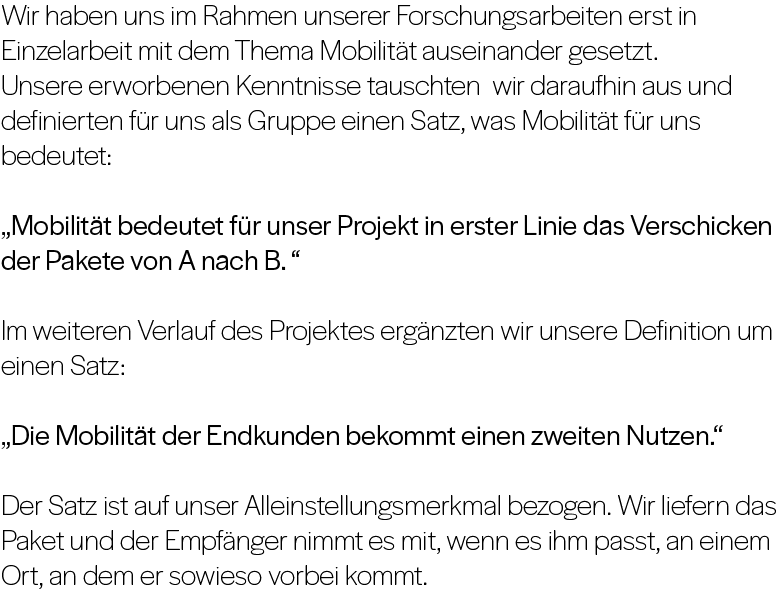 Wir haben uns im Rahmen unserer Forschungsarbeiten erst in
Einzelarbeit mit dem Thema Mobilität auseinander gesetzt.
Unsere erworbenen Kenntnisse tauschten  wir daraufhin aus und
definierten für uns als Gruppe einen Satz, was Mobilität für uns
bedeutet:
„Mobilität bedeutet für unser Projekt in erster Linie das Verschicken
der Pakete von A nach B. “
Im weiteren Verlauf des Projektes ergänzten wir unsere Definition um
einen Satz:
„Die Mobilität der Endkunden bekommt einen zweiten Nutzen.“
Der Satz ist auf unser Alleinstellungsmerkmal bezogen. Wir liefern das
Paket und der Empfänger nimmt es mit, wenn es ihm passt, an einem
Ort, an dem er sowieso vorbei kommt.